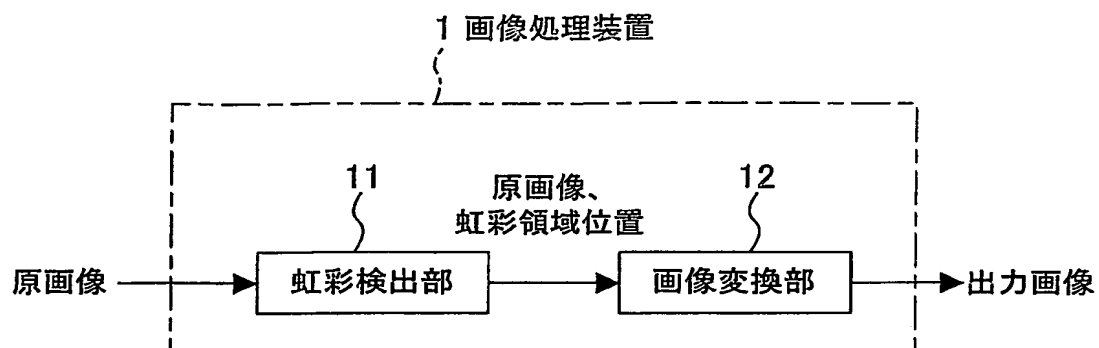 1 画像処理装置
11
原画像、
虹彩領域位置
12
原画像
虹彩検出部
画像変換部
出力画像